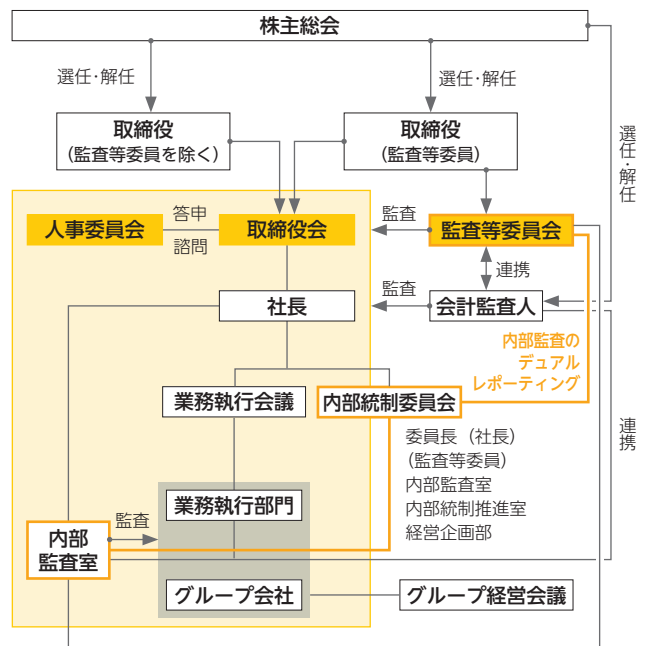 株主総会
選任・解任
選任・解任
取締役
（監査等委員を除く）
取締役
（監査等委員）
選任・解任
人事委員会
答申
諮問
取締役会
監査
監査等委員会
連携
社長
監査
会計監査人
内部監査の
デュアル
レポーティング
業務執行会議
内部統制委員会
委員長（社長）
（監査等委員）
内部監査室
内部統制推進室
経営企画部
連携
業務執行部門
内部
監査室
監査
グループ会社
グループ経営会議